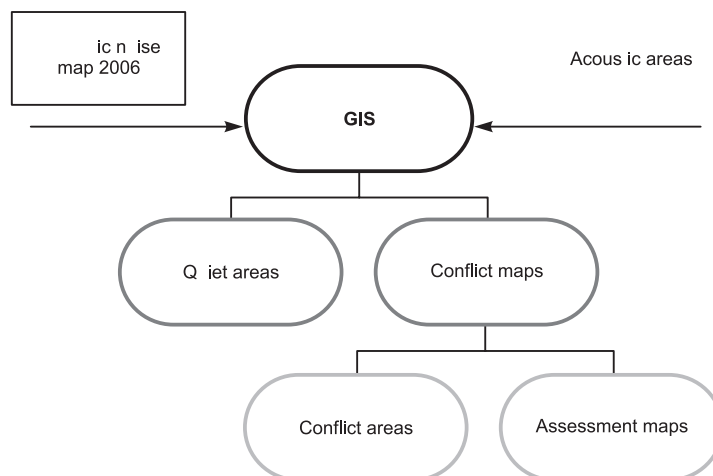 ic n ise
map 2006
Acous ic areas
GIS
Q iet areas
Conflict maps
Conflict areas
Assessment maps